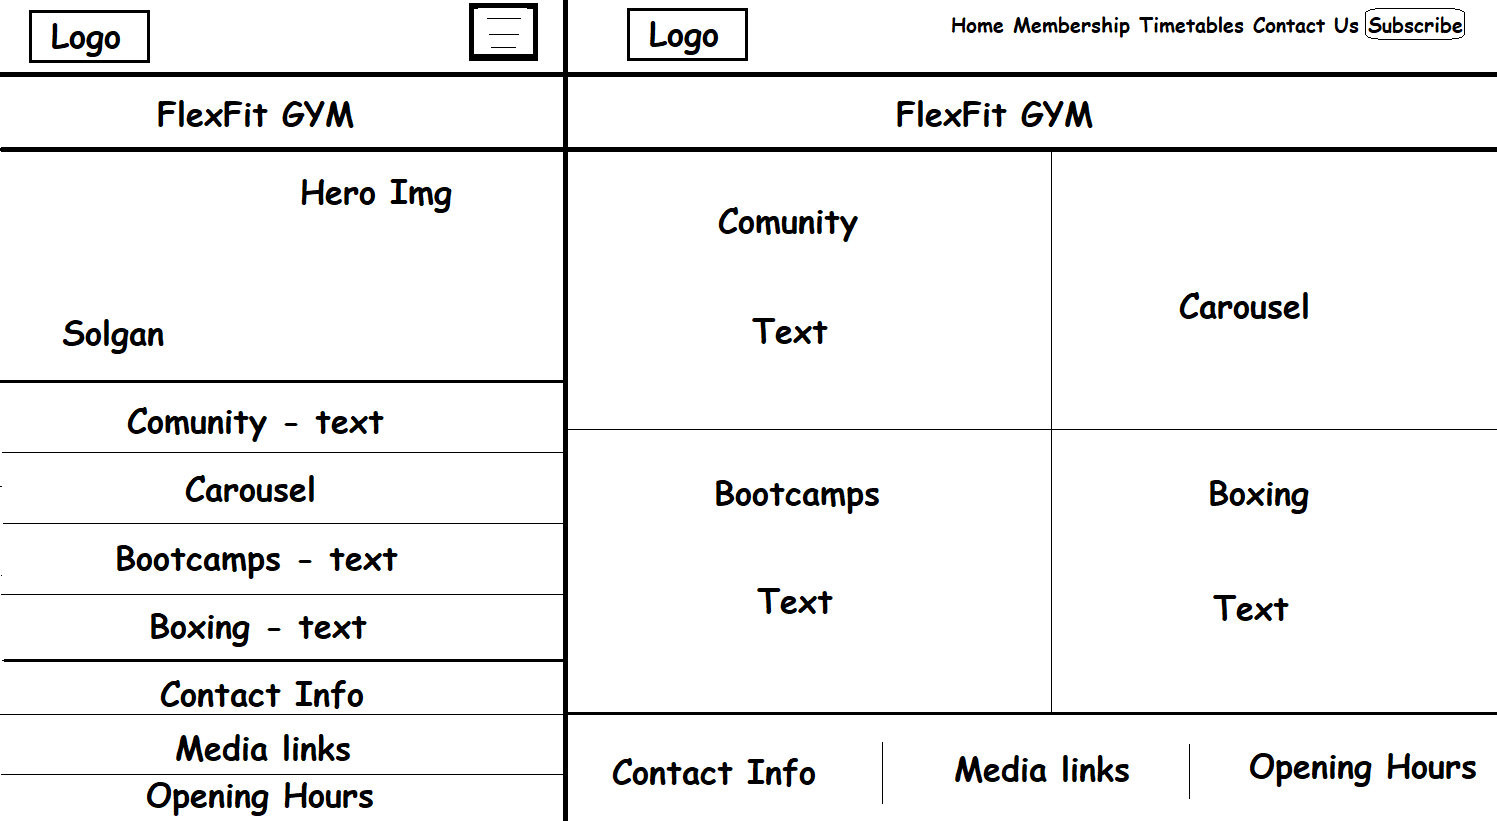 Logo
FlexFit GYM
Hero Img
Solgan
Comunity - text
Carousel
Bootcamps - text
Boxing - text
Contact Info
Media links
Opening Hours
Logo
Home Membership Timetables Contact Us Subscribe
FlexFit GYM
Comunity
Text
Carousel
Bootcamps
Text
Boxing
Text
Contact Info
Media links
Opening Hours